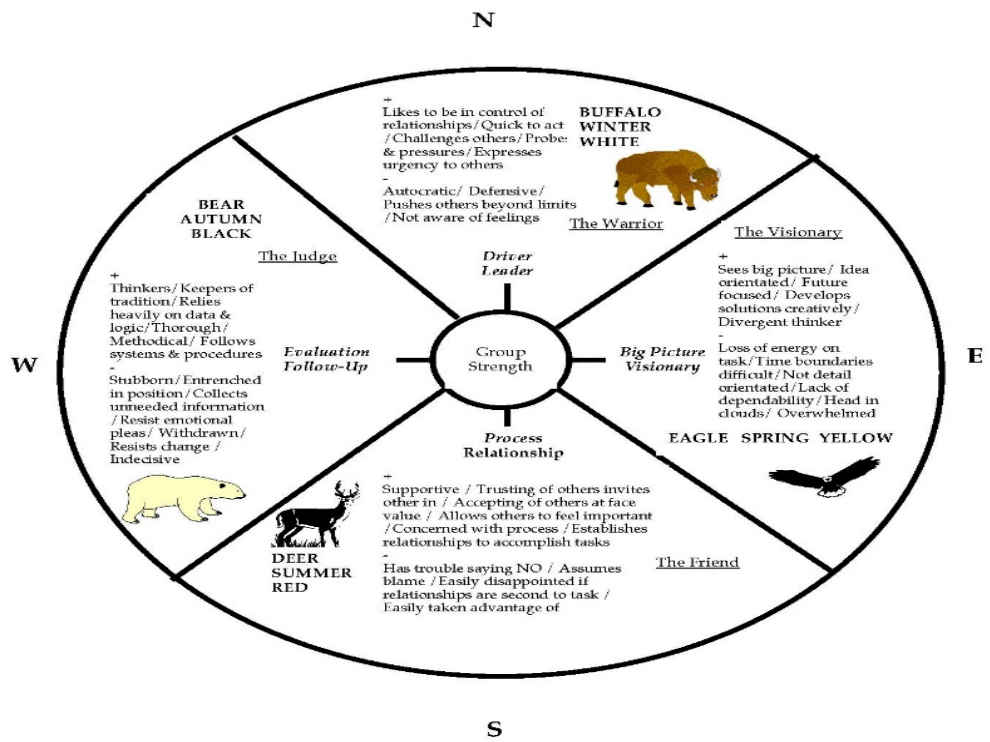 N
+
Likes to be in control of
relationships/Quick to act
/Challenges others/Probe
& pressures/Expresses
urgency to others
-
Autocratic/ Defensive/
Pushes others beyond limits
/Not aware of feelings
BUFFALO
WINTER
WHITE
The Warrior
Driver
Leader
BEAR
AUTUMN
BLACK
The Judge
+
Thinkers/Keepers of
tradition/Relies
heavily on data &
logic/Thorough/
Methodical/ Follows
systems & procedures
-
Stubborn/Entrenched
in position/Collects
unneeded information
/Resist emotional
pleas/ Withdrawn/
Resists change /
Indecisive
W
Evaluation
Follow-Up
Group
Strength
Big Picture
Visionary
The Visionary
+
Sees big picture/ Idea
orientated/ Future
focused/ Develops
solutions creatively/
Divergent thinker
-
Loss of energy on
task/Time boundaries
difficult/Not detail
orientated/Lack of
dependability/Head in
clouds/ Overwhelmed
EAGLE SPRING YELLOW
E
Process
Relationship
+
Supportive / Trusting of others invites
other in / Accepting of others at face
value / Allows others to feel important
/Concerned with process /Establishes
relationships to accomplish tasks
-
Has trouble saying NO / Assumes
blame /Easily disappointed if
relationships are second to task /
Easily taken advantage of
DEER
SUMMER
RED
The Friend
S